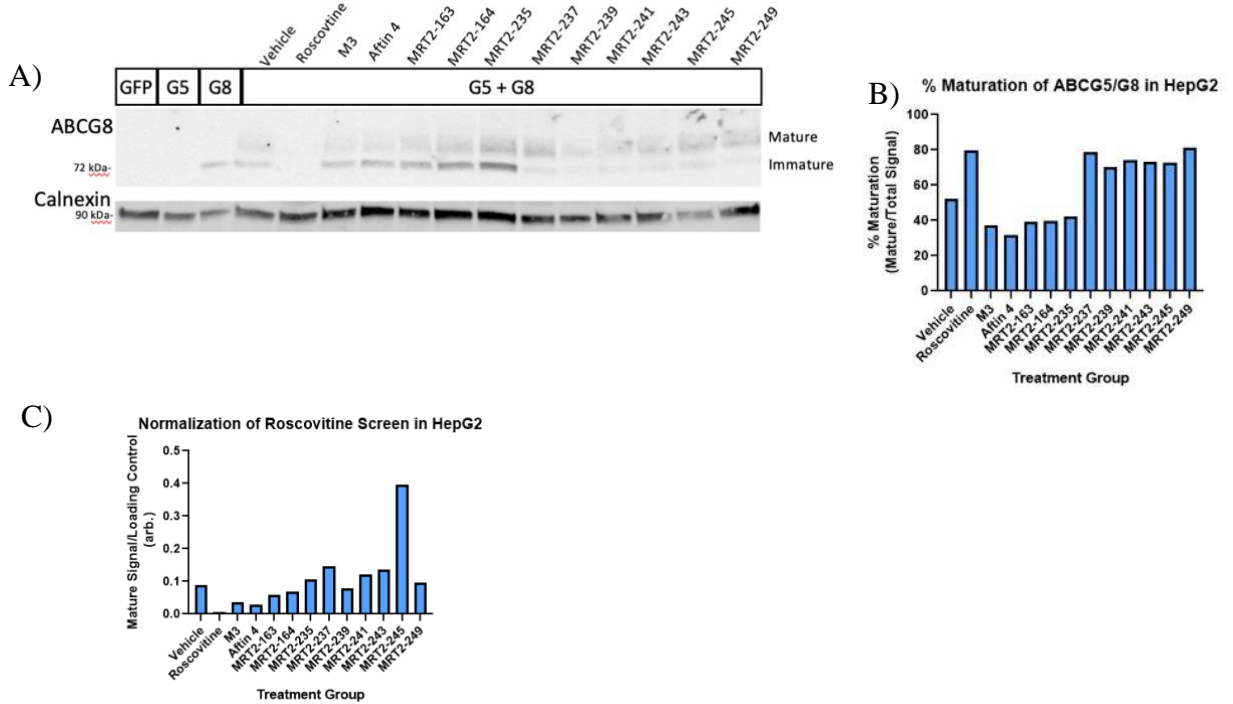 A)
Vehicle
Roscovtine
M3
Aftin 4
MRT2-163
MRT2-164
MRT2-235
MRT2-237
MRT2-239
MRT2-241
MRT2-243
MRT2-245
MRT2-249
GFP G5 G8 G5 + G8
ABCG8
Mature
72 kDa-
Immature
Calnexin
90 kDa-
B)
% Maturation of ABCG5/G8 in HepG2
% Maturation
(Mature/Total Signal)
100
80
60
40
20
0
Vehicle
Roscovitine
M3
Aftin 4
MRT2-163
MRT2-164
MRT2-235
MRT2-237
MRT2-239
MRT2-241
MRT2-243
MRT2-245
MRT2-249
Treatment Group
C)
Normalization of Roscovitine Screen in HepG2
Mature Signal/Loading Control
(arb.)
0.5
0.4
0.3
0.2
0.1
0.0
Vehicle
Roscovitine
M3
Aftin 4
MRT2-163
MRT2-164
MRT2-235
MRT2-237
MRT2-239
MRT2-241
MRT2-243
MRT2-245
MRT2-249
Treatment Group